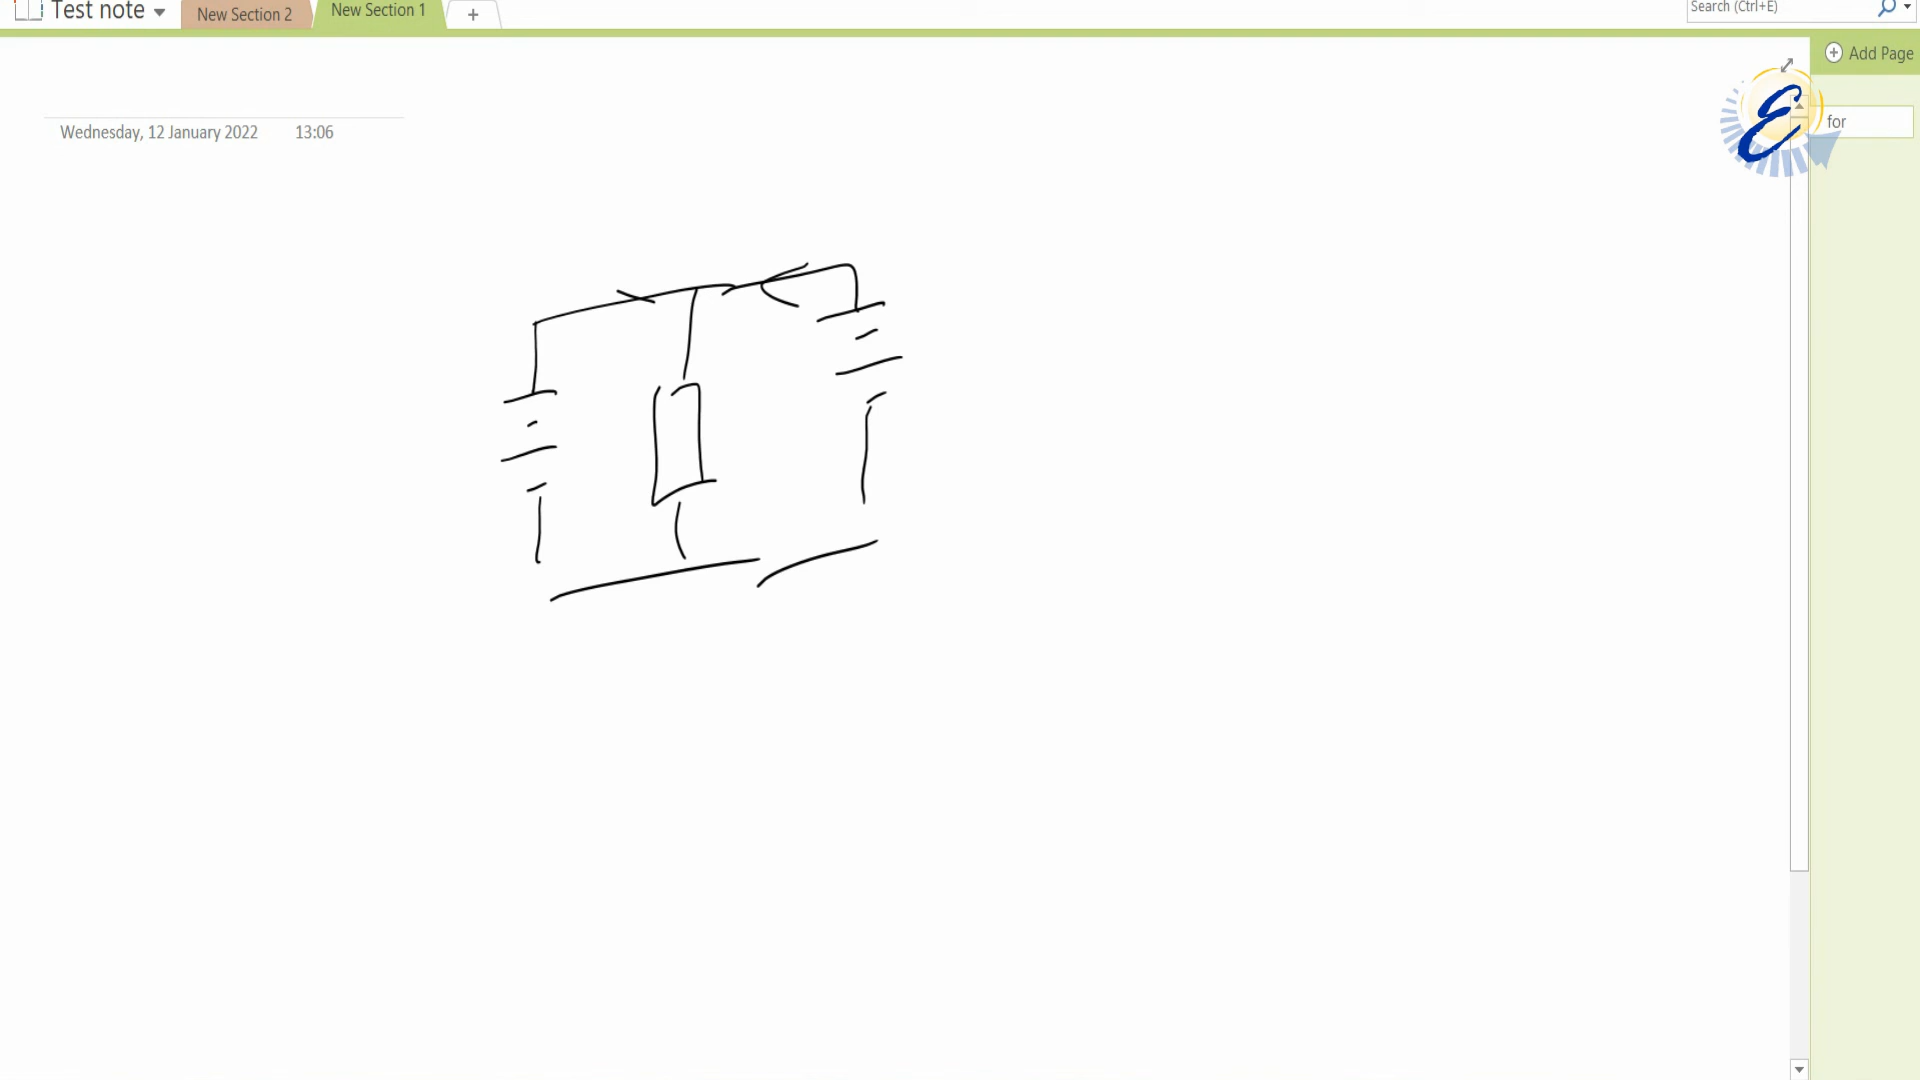 Test note
New Section 2
New Section 1
+
Search (Ctrl+E)
Add Page
for
Wednesday, 12 January 2022 13:06
E